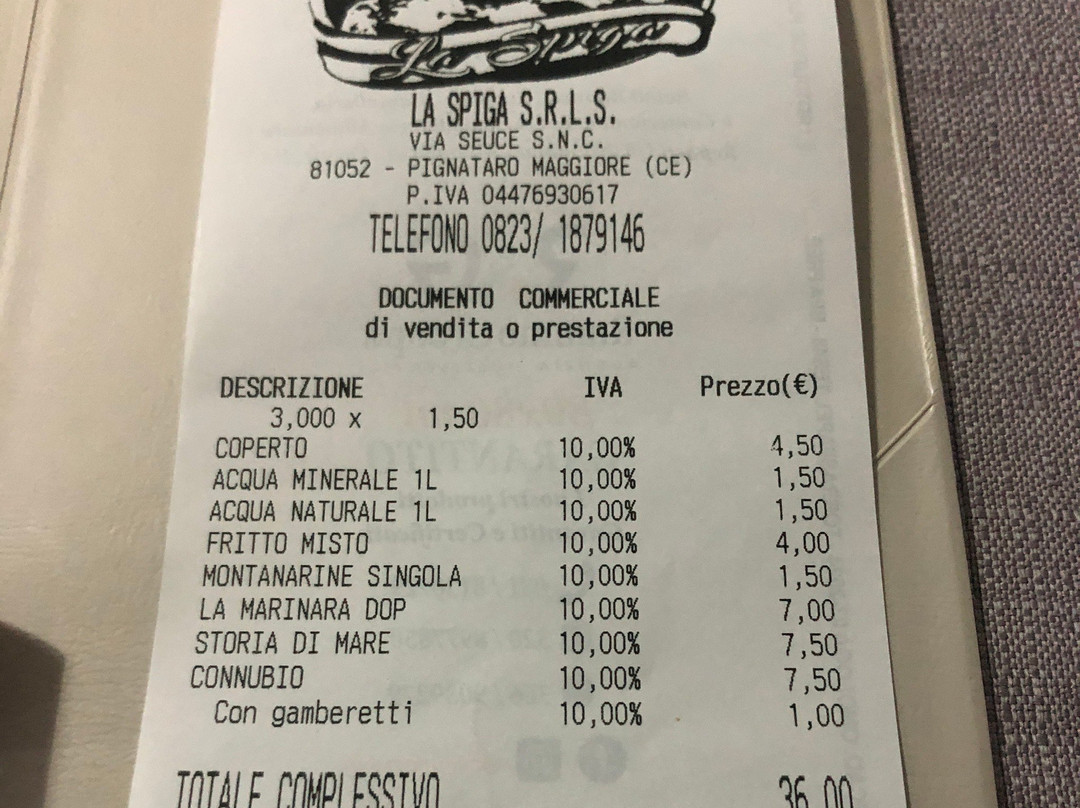 La Spiga
LA SPIGA S.R.L.S.
VIA SEUCE S.N.C.
81052 - PIGNATARO MAGGIORE (CE)
P.IVA 04476930617
TELEFONO 0823/ 1879146
DOCUMENTO COMMERCIALE
di vendita o prestazione
DESCRIZIONE IVA Prezzo(€)
3,000 x 1,50
COPERTO 10,00% 4,50
ACQUA MINERALE 1L 10,00% 1,50
ACQUA NATURALE 1L 10,00% 1,50
FRITTO MISTO 10,00% 4,00
MONTANARINE SINGOLA 10,00% 1,50
LA MARINARA DOP 10,00% 7,00
STORIA DI MARE 10,00% 7,50
CONNUBIO 10,00% 7,50
Con gamberetti 10,00% 1,00
TOTALE COMPLESSIVO 36,00